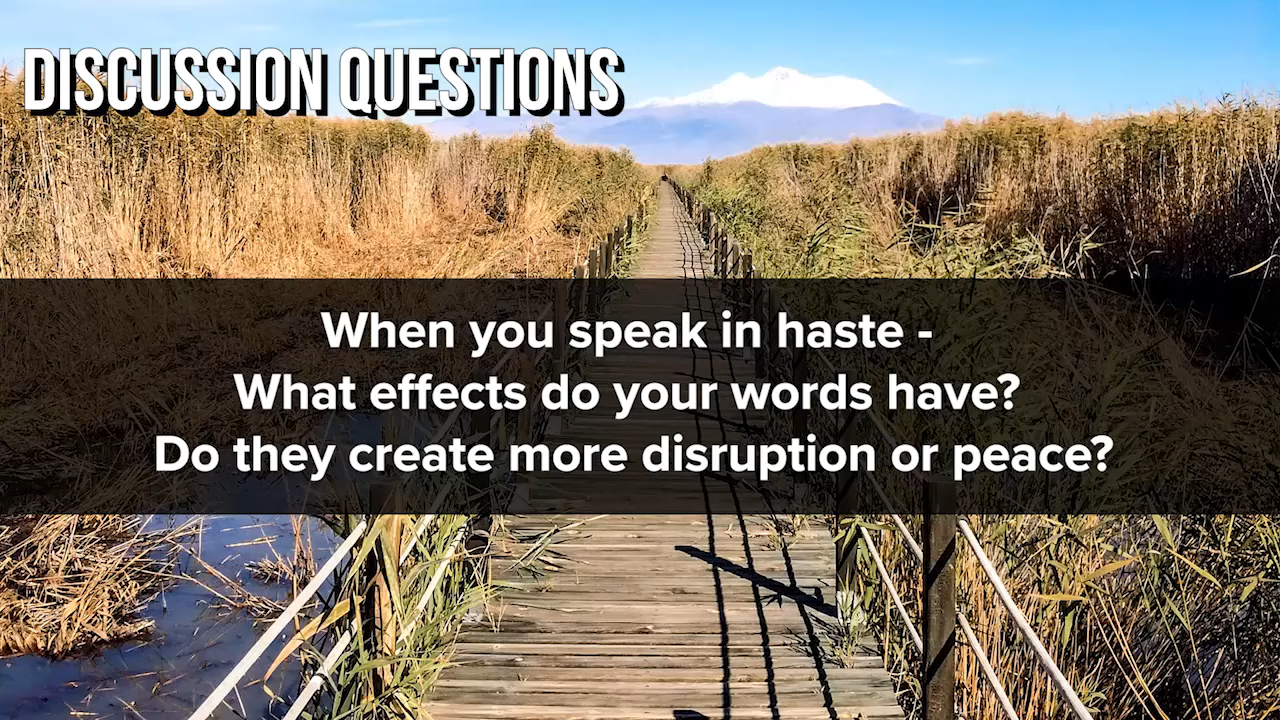 DISCUSSION QUESTIONS
When you speak in haste -
What effects do your words have?
Do they create more disruption or peace?